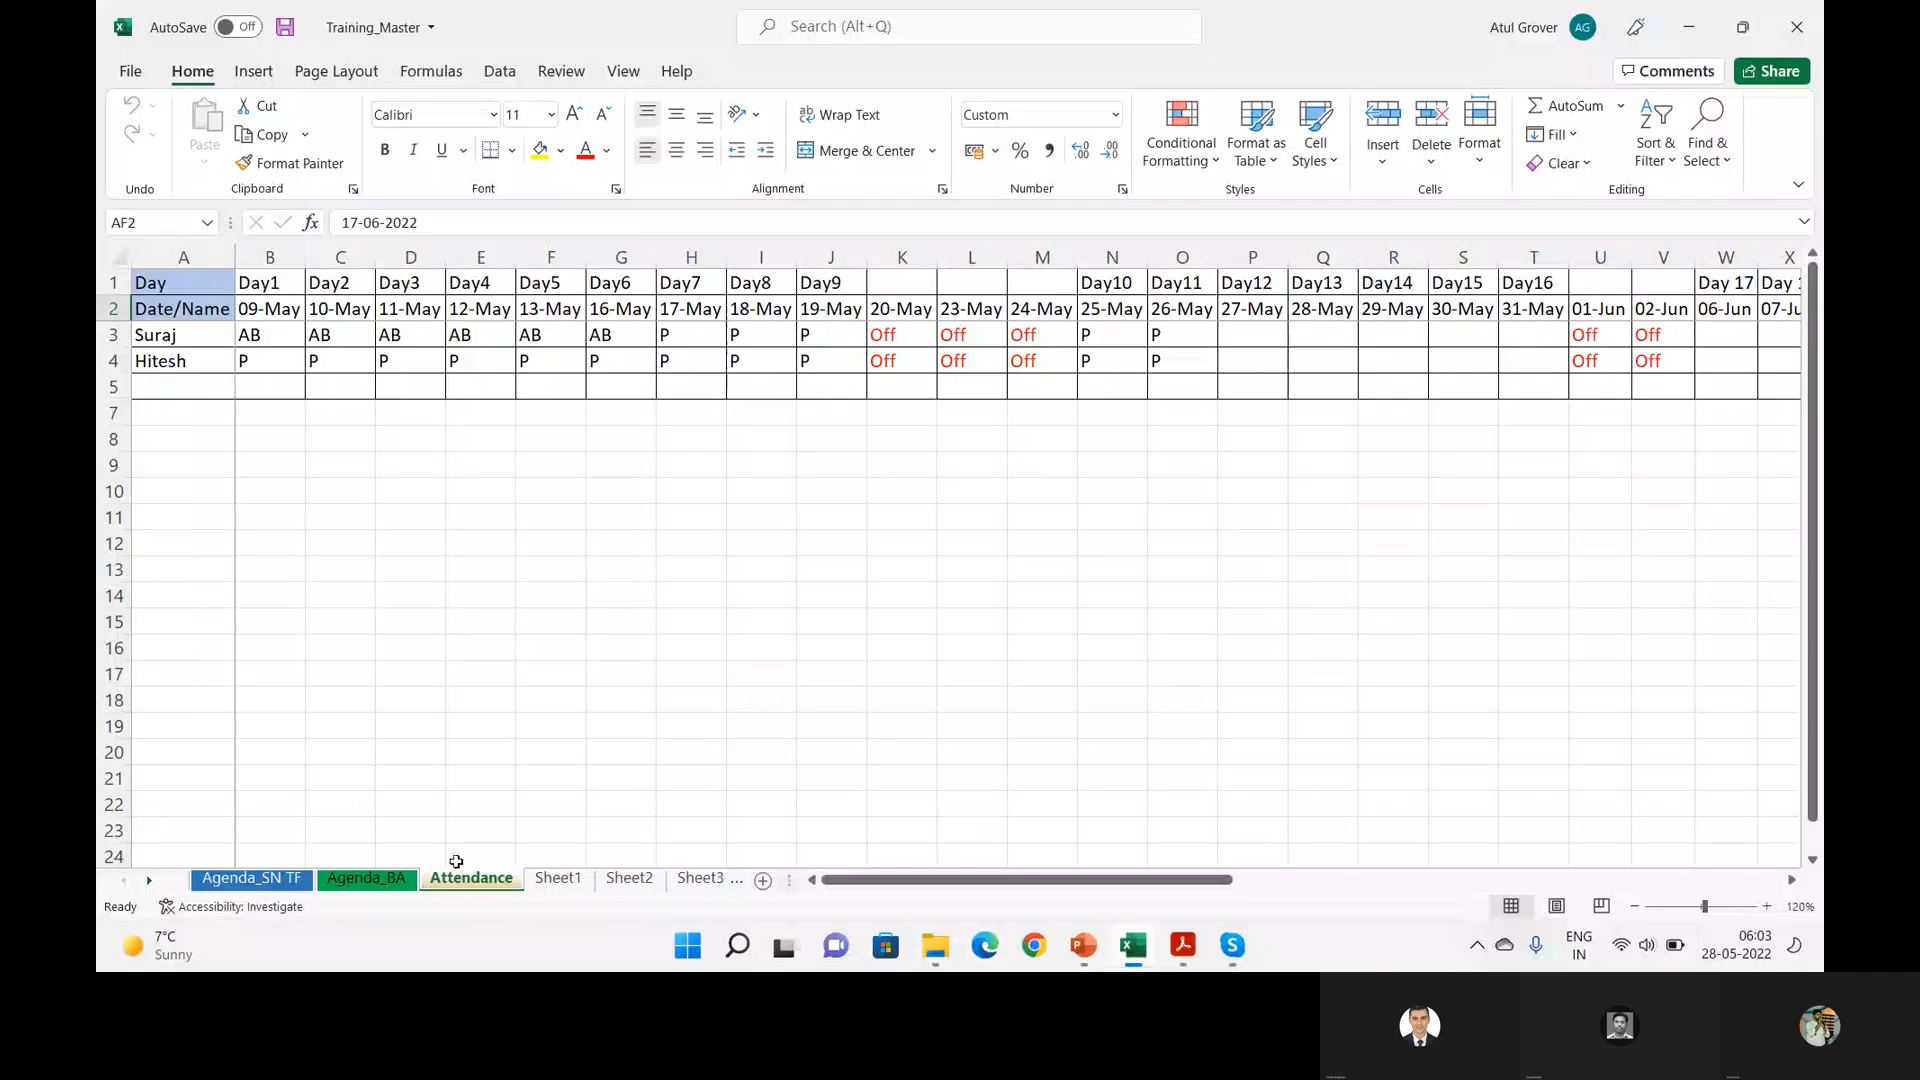 AutoSave Off Training_Master Search (Alt+Q) Atul Grover AG
File Home Insert Page Layout Formulas Data Review View Help Comments Share
Paste Cut Copy Format Painter
Undo Clipboard
Calibri 11
B I U A
Font
Wrap Text
Merge & Center
Alignment
Custom
%
Number
Conditional Formatting Format as Table Cell Styles
Styles
Insert Delete Format
Cells
AutoSum Fill Clear Sort & Filter Find & Select
Editing
AF2 fx 17-06-2022
A B C D E F G H I J K L M N O P Q R S T U V W X
1 Day Day1 Day2 Day3 Day4 Day5 Day6 Day7 Day8 Day9 Day10 Day11 Day12 Day13 Day14 Day15 Day16 Day 17 Day
2 Date/Name 09-May 10-May 11-May 12-May 13-May 16-May 17-May 18-May 19-May 20-May 23-May 24-May 25-May 26-May 27-May 28-May 29-May 30-May 31-May 01-Jun 02-Jun 06-Jun 07-Ju
3 Suraj AB AB AB AB AB AB P P P Off Off Off P P Off Off
4 Hitesh P P P P P P P P P Off Off Off P P Off Off
5
7
8
9
10
11
12
13
14
15
16
17
18
19
20
21
22
23
24
Agenda_SN TF Agenda_BA Attendance Sheet1 Sheet2 Sheet3 ...
Ready Accessibility: Investigate 120%
7°C
Sunny
ENG
IN
06:03
28-05-2022